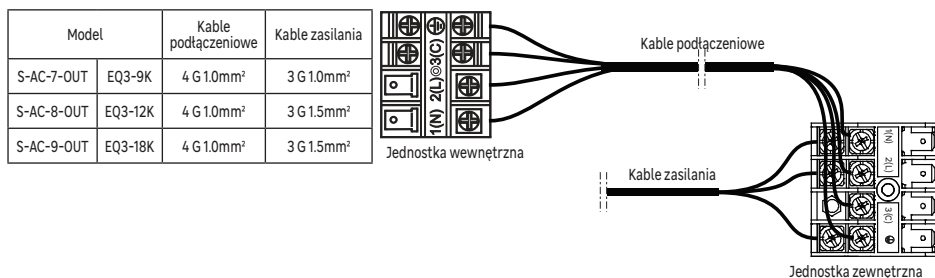 Model Kable podłączeniowe Kable zasilania
S-AC-7-OUT EQ3-9K 4 G 1.0mm² 3 G 1.0mm²
S-AC-8-OUT EQ3-12K 4 G 1.0mm² 3 G 1.5mm²
S-AC-9-OUT EQ3-18K 4 G 1.0mm² 3 G 1.5mm²
1(N) 2(L) 3(C)
Jednostka wewnętrzna
Kable podłączeniowe
Kable zasilania
1(N)
2(L)
3(C)
Jednostka zewnętrzna